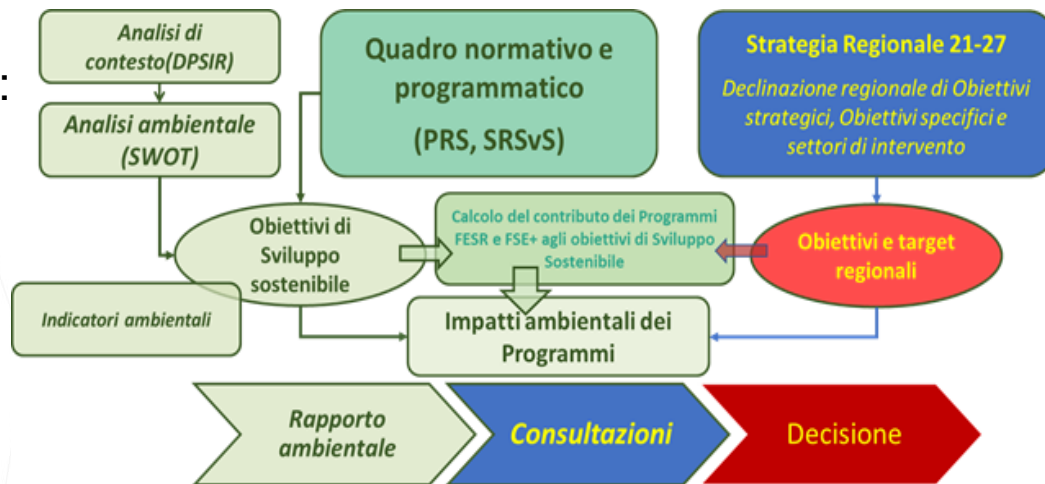 Analisi di
contesto(DPSIR)
:
Analisi ambientale
(SWOT)
Quadro normativo e
programmatico
(PRS, SRSvS)
Strategia Regionale 21-27
Declinazione regionale di Obiettivi
strategici, Obiettivi specifici e
settori di intervento
Obiettivi di
Sviluppo
sostenibile
Calcolo del contributo dei Programmi
FESR e FSE+ agli obiettivi di Sviluppo
Sostenibile
Obiettivi e target
regionali
Indicatori ambientali
Impatti ambientali dei
Programmi
Rapporto
ambientale
Consultazioni
Decisione